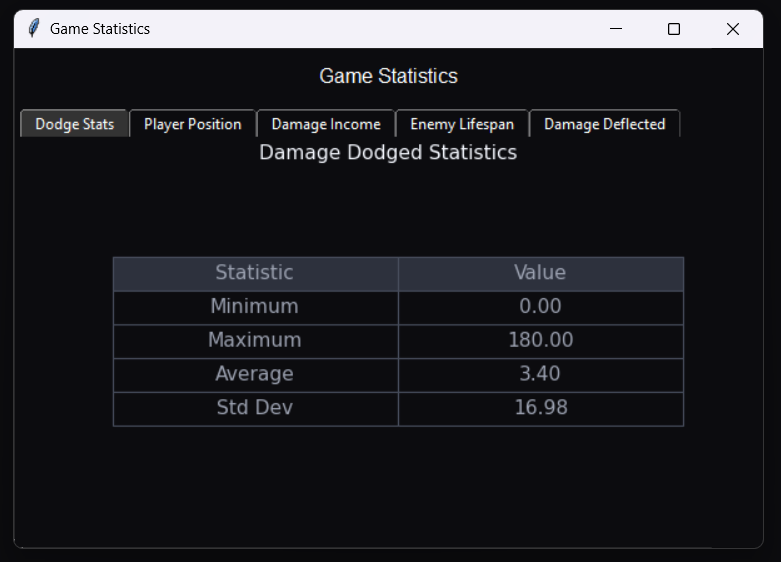 Game Statistics
Game Statistics
Dodge Stats Player Position Damage Income Enemy Lifespan Damage Deflected
Damage Dodged Statistics
Statistic Value
Minimum 0.00
Maximum 180.00
Average 3.40
Std Dev 16.98